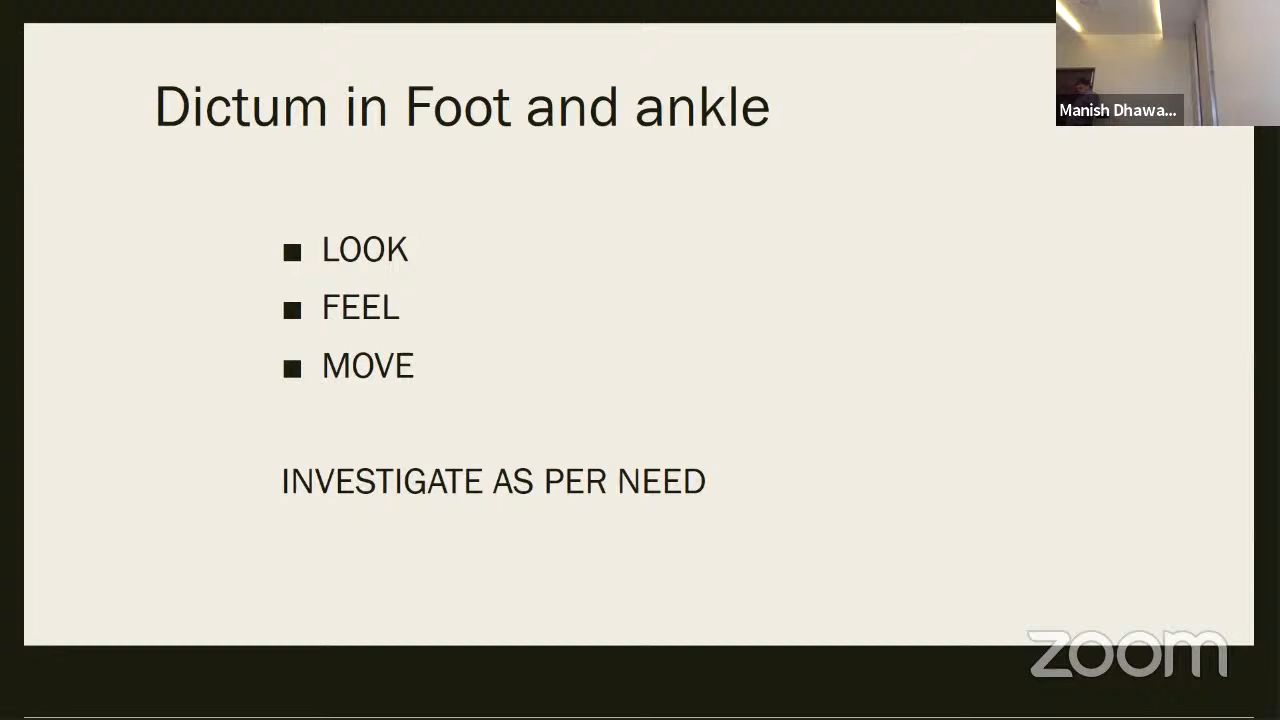 Dictum in Foot and ankle
Manish Dhawa...
■ LOOK
■ FEEL
■ MOVE
INVESTIGATE AS PER NEED
zoom